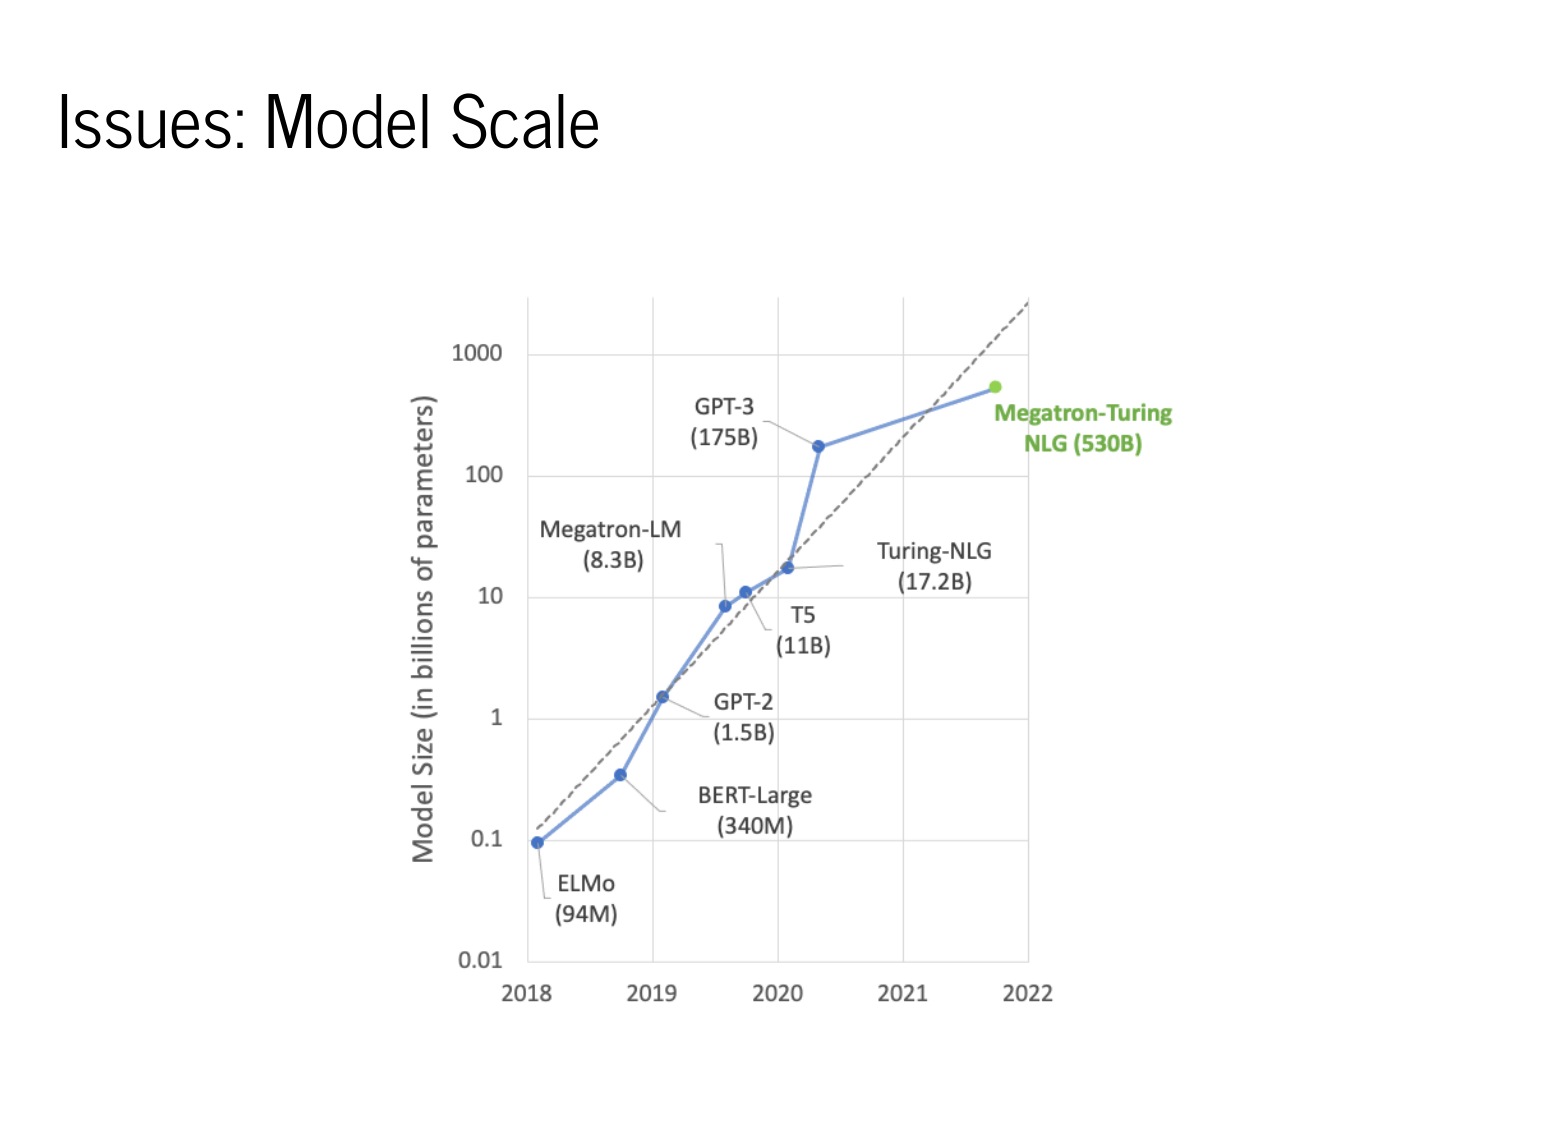 Issues: Model Scale
Model Size (in billions of parameters)
1000
100
10
1
0.1
0.01
2018
2019
2020
2021
2022
GPT-3
(175B)
Megatron-Turing
NLG (530B)
Megatron-LM
(8.3B)
Turing-NLG
(17.2B)
T5
(11B)
GPT-2
(1.5B)
BERT-Large
(340M)
ELMo
(94M)